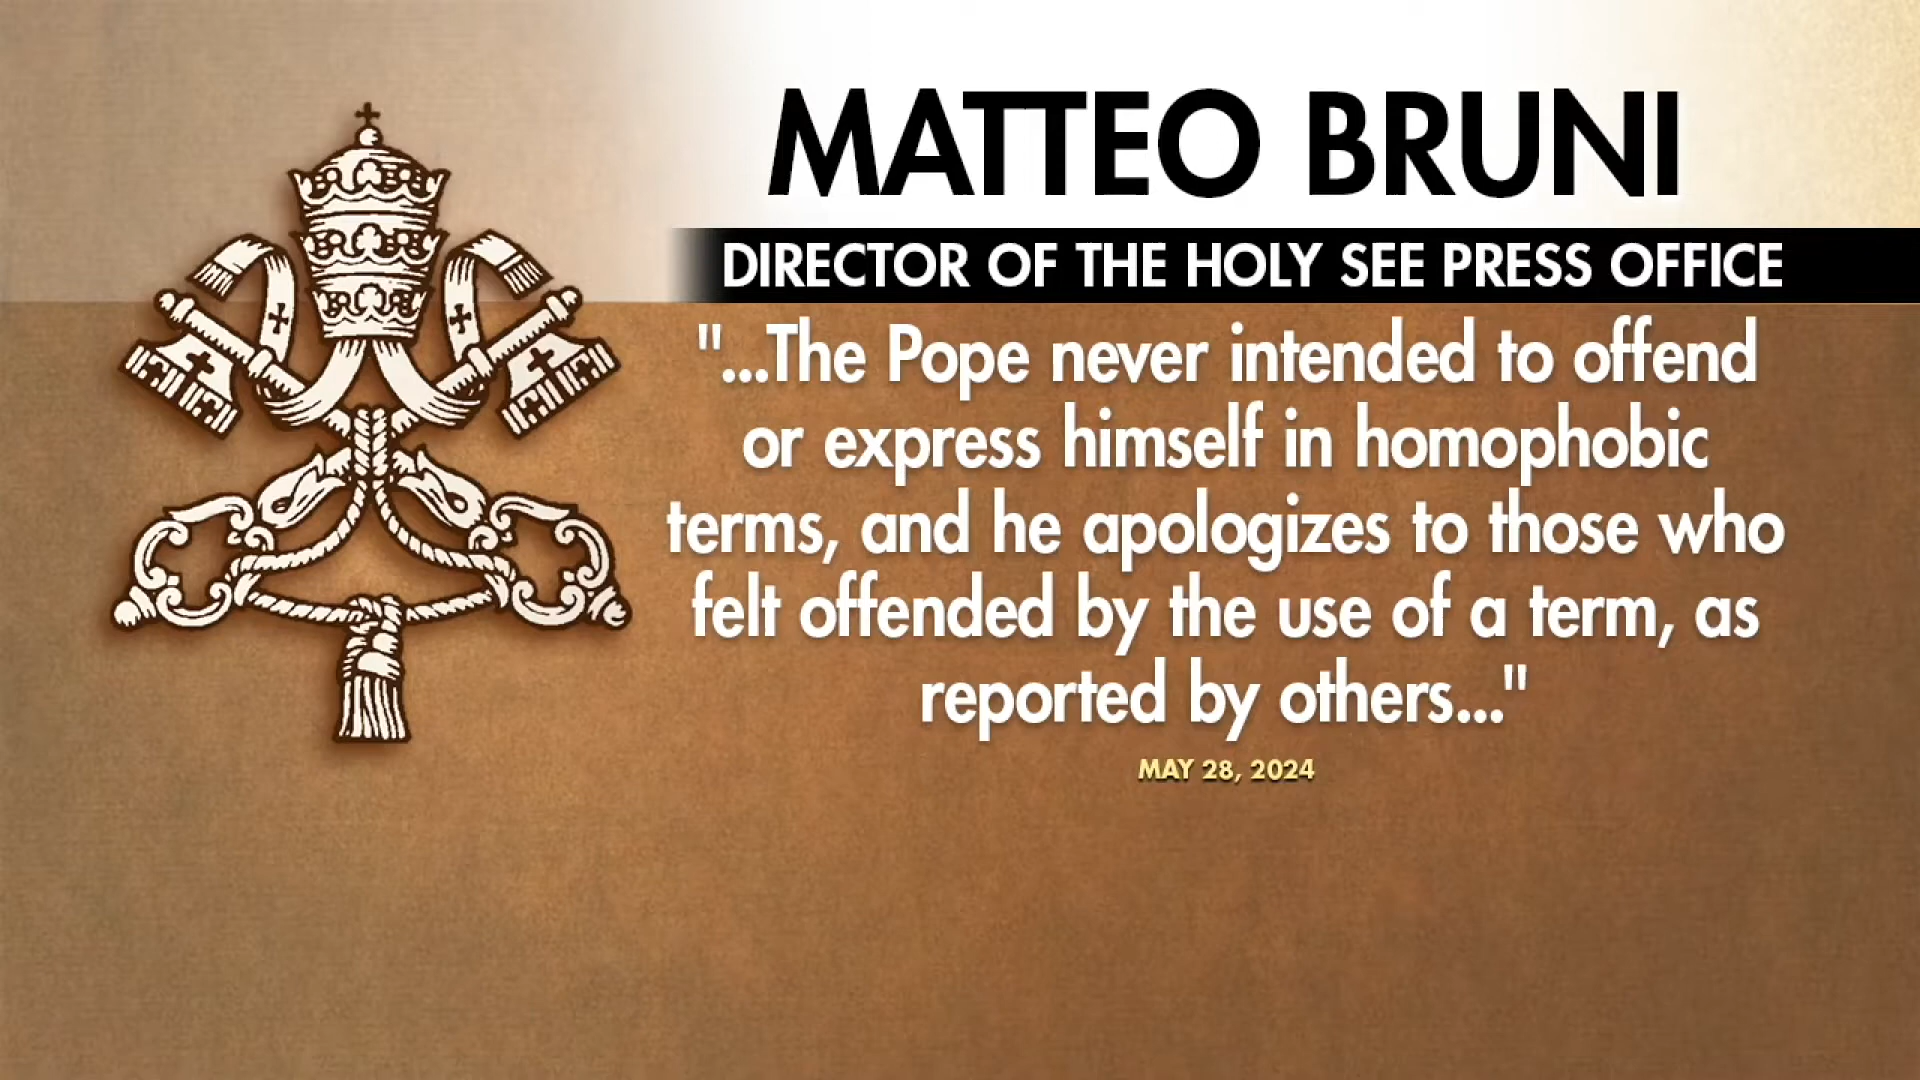 MATTEO BRUNI
DIRECTOR OF THE HOLY SEE PRESS OFFICE
"...The Pope never intended to offend
or express himself in homophobic
terms, and he apologizes to those who
felt offended by the use of a term, as
reported by others..."
MAY 28, 2024